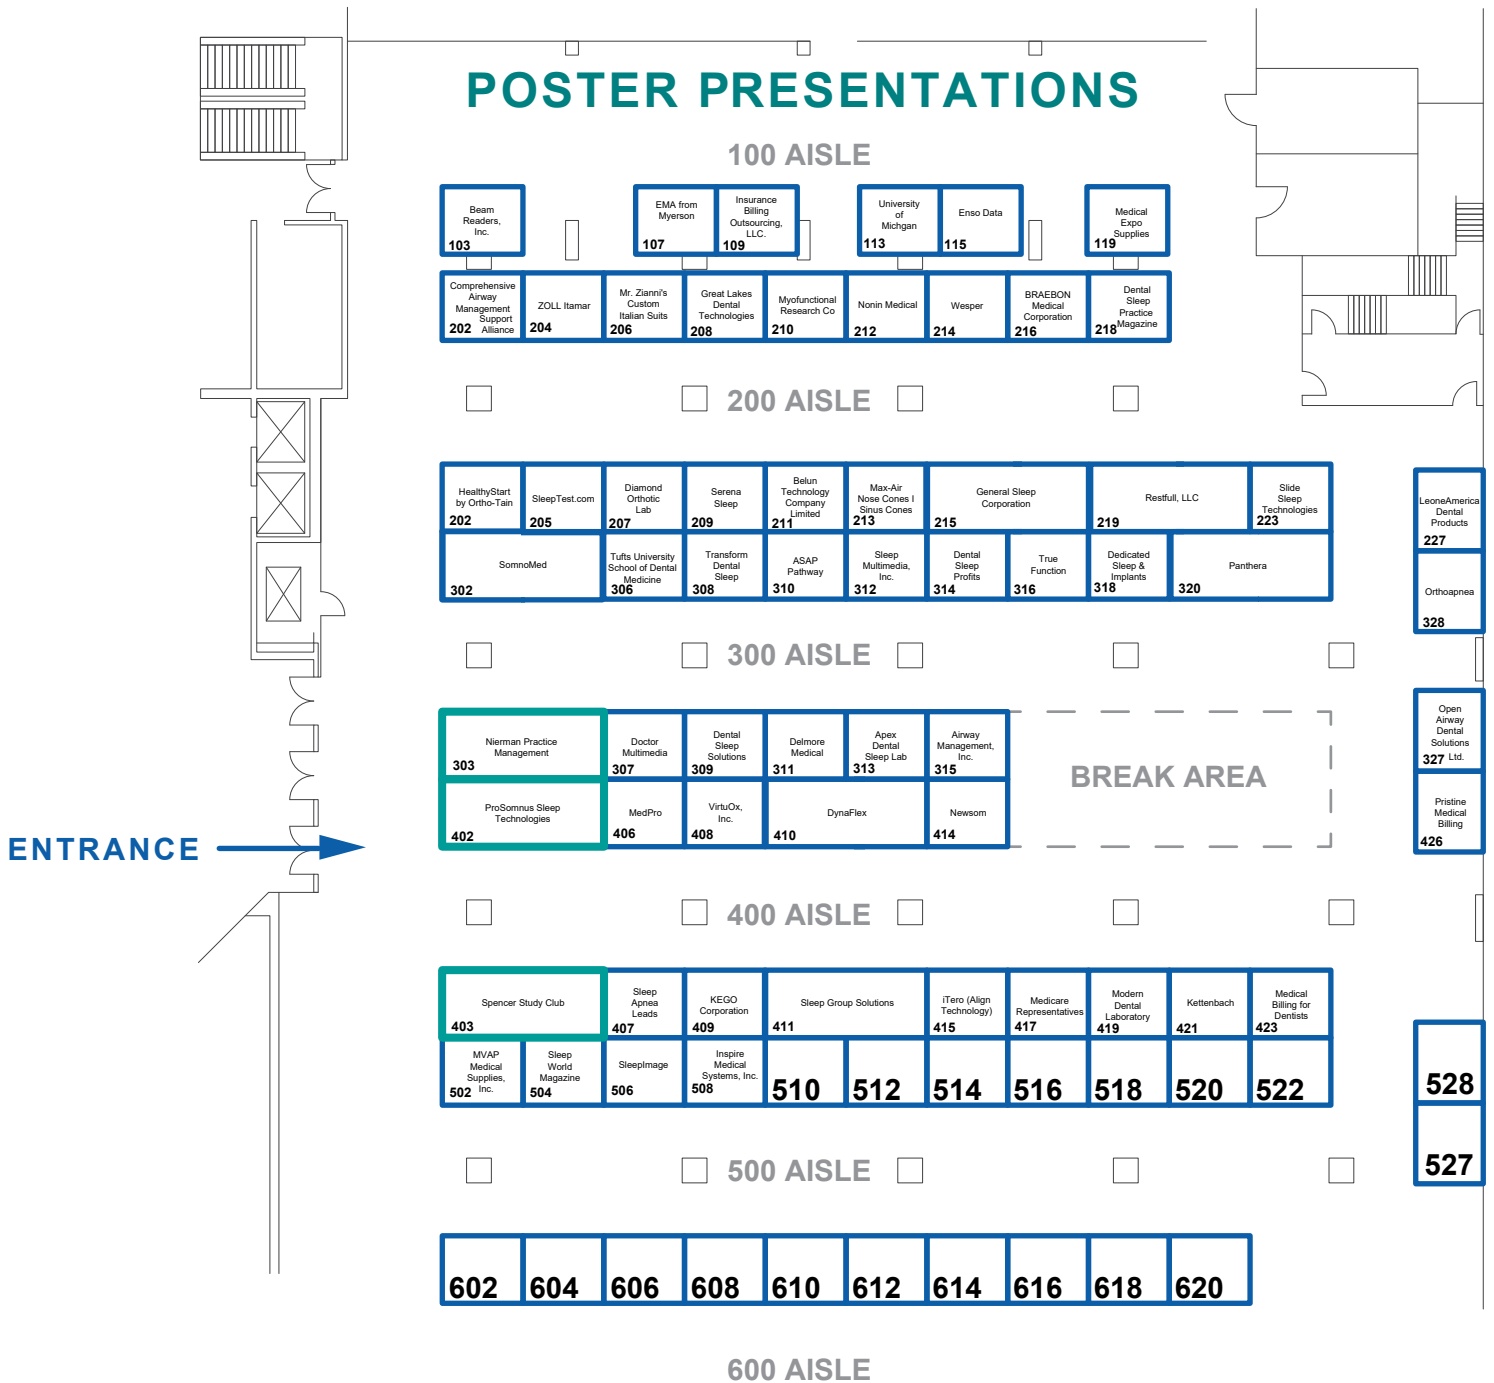 POSTER PRESENTATIONS
100 AISLE
Beam
Readers,
Inc.
103
EMA from
Myerson
107
Insurance
Billing
Outsourcing,
LLC.
109
University
of
Michgan
113
Enso Data
115
Medical
Expo
Supplies
119
Comprehensive
Airway
Management
Support
202 Alliance
ZOLL Itamar
204
Mr. Zianni's
Custom
Italian Suits
206
Great Lakes
Dental
Technologies
208
Myofunctional
Research Co
210
Nonin Medical
212
Wesper
214
BRAEBON
Medical
Corporation
216
Dental
Sleep
Practice
218 Magazine
200 AISLE
HealthyStart
by Ortho-Tain
202
SleepTest.com
205
Diamond
Orthotic
Lab
207
Serena
Sleep
209
Belun
Technology
Company
Limited
211
Max-Air
Nose Cones I
Sinus Cones
213
General Sleep
Corporation
215
Restfull, LLC
219
Slide
Sleep
Technologies
223
LeoneAmerica
Dental
Products
227
SomnoMed
302
Tufts University
School of Dental
Medicine
306
Transform
Dental
Sleep
308
ASAP
Pathway
310
Sleep
Multimedia,
Inc.
312
Dental
Sleep
Profits
314
True
Function
316
Dedicated
Sleep &
Implants
318
Panthera
320
Orthoapnea
328
300 AISLE
Nierman Practice
Management
303
Doctor
Multimedia
307
Dental
Sleep
Solutions
309
Delmore
Medical
311
Apex
Dental
Sleep Lab
313
Airway
Management,
Inc.
315
BREAK AREA
Open
Airway
Dental
Solutions
327 Ltd.
ProSomnus Sleep
Technologies
402
MedPro
406
VirtuOx,
Inc.
408
DynaFlex
410
Newsom
414
Pristine
Medical
Billing
426
ENTRANCE
400 AISLE
Spencer Study Club
403
Sleep
Apnea
Leads
407
KEGO
Corporation
409
Sleep Group Solutions
411
iTero (Align
Technology)
415
Medicare
Representatives
417
Modern
Dental
Laboratory
419
Kettenbach
421
Medical
Billing for
Dentists
423
MVAP
Medical
Supplies,
502 Inc.
Sleep
World
Magazine
504
SleepImage
506
Inspire
Medical
Systems, Inc.
508
510
512
514
516
518
520
522
528
527
500 AISLE
602
604
606
608
610
612
614
616
618
620
600 AISLE